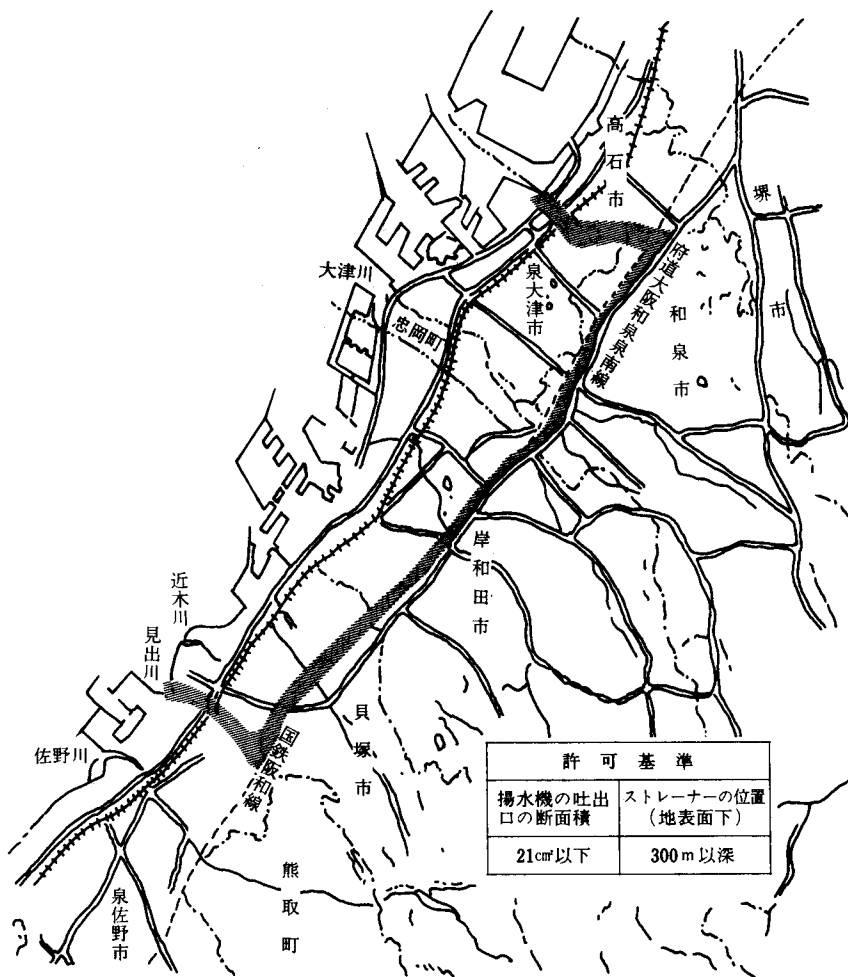 高石市
堺市
大津川
泉大津市
府道大阪和泉泉南線
和泉市
忠岡町
岸和田市
近木川
見出川
貝塚市
国鉄阪和線
佐野川
熊取町
泉佐野市
許可基準
揚水機の吐出口の断面積
ストレーナーの位置
(地表面下)
21cm²以下
300m以深